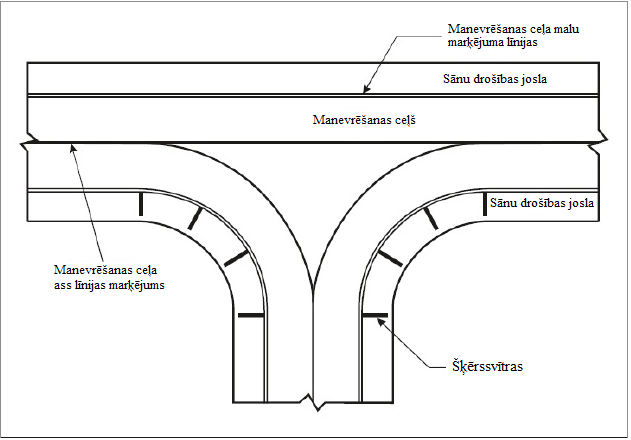 Manevrēšanas ceļa malu
marķējuma līnijas
Sānu drošības josla
Manevrēšanas ceļš
Sānu drošības josla
Manevrēšanas ceļa
ass līnijas marķējums
Šķērssvītras